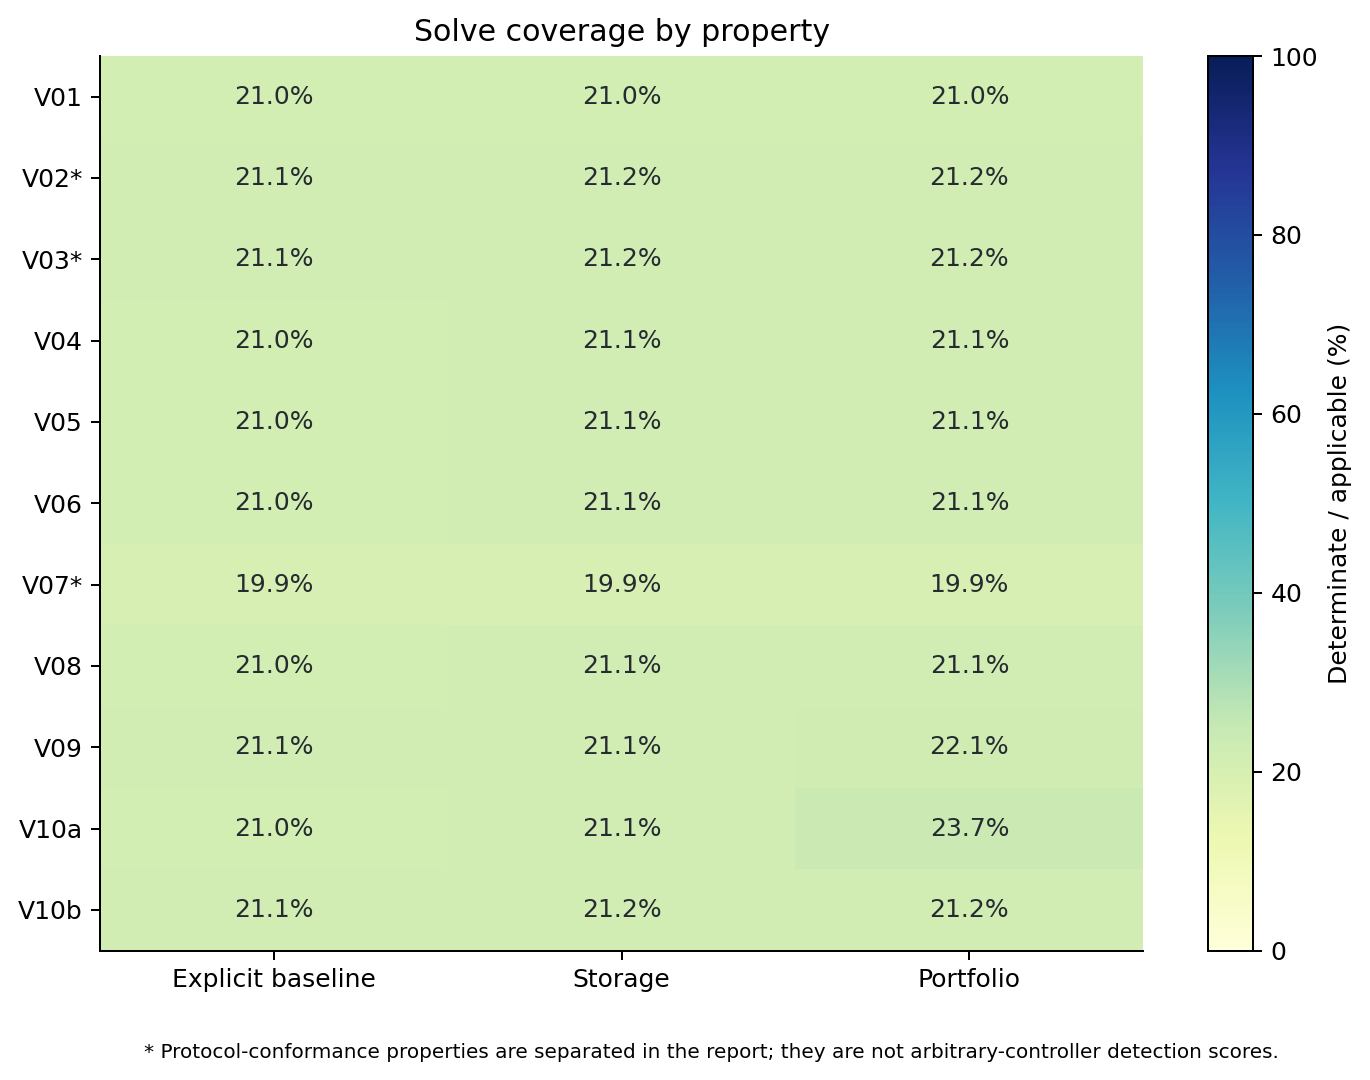 Solve coverage by property
V01 21.0% 21.0% 21.0%
V02* 21.1% 21.2% 21.2%
V03* 21.1% 21.2% 21.2%
V04 21.0% 21.1% 21.1%
V05 21.0% 21.1% 21.1%
V06 21.0% 21.1% 21.1%
V07* 19.9% 19.9% 19.9%
V08 21.0% 21.1% 21.1%
V09 21.1% 21.1% 22.1%
V10a 21.0% 21.1% 23.7%
V10b 21.1% 21.2% 21.2%
Explicit baseline Storage Portfolio
100
80
60
40
20
0
Determinate / applicable (%)
* Protocol-conformance properties are separated in the report; they are not arbitrary-controller detection scores.